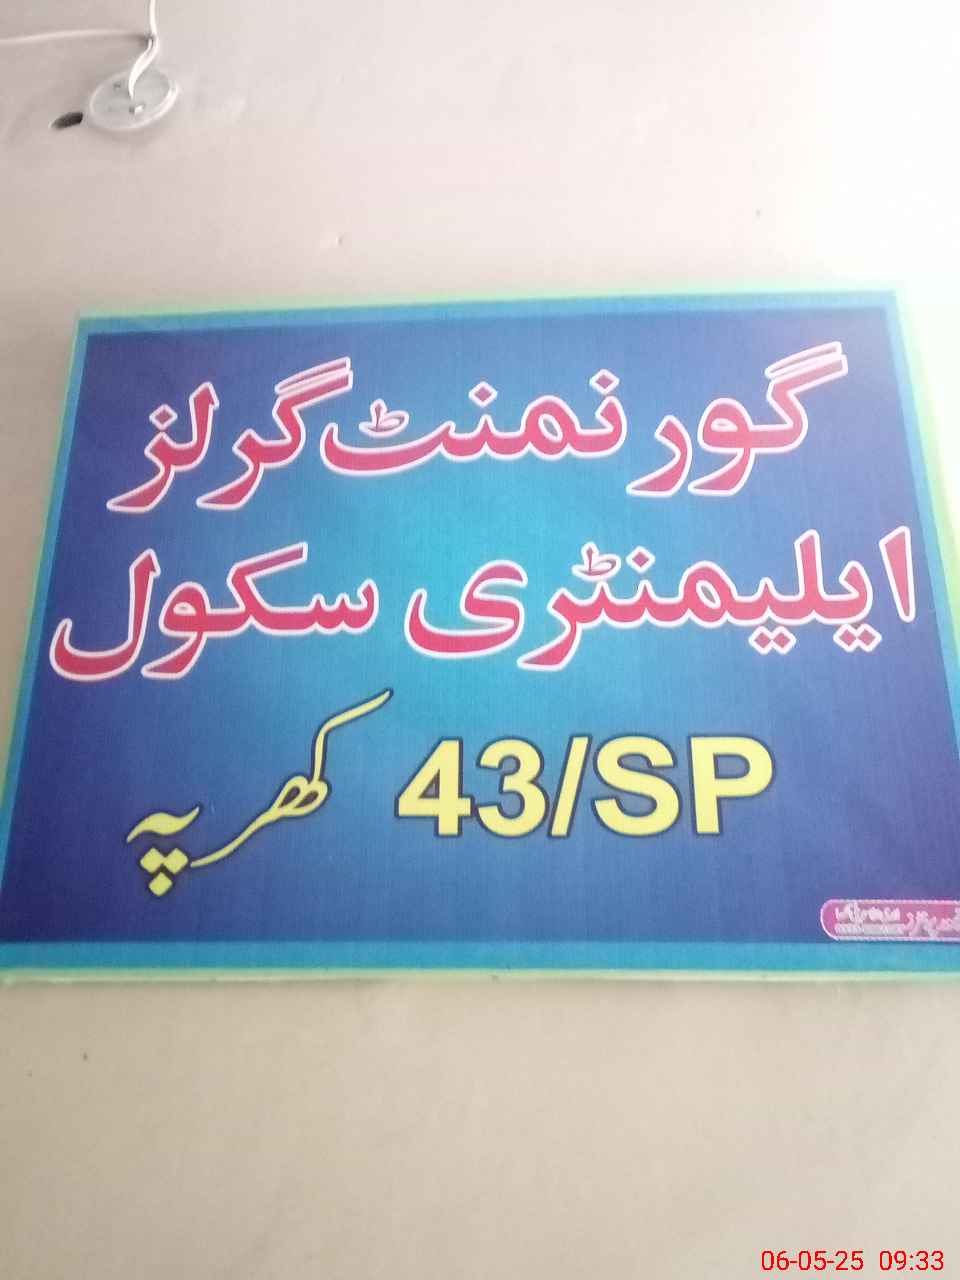 گورنمنٹ گرلز
ایلیمنٹری سکول
43/SP کھرپہ
06-05-25 09:33